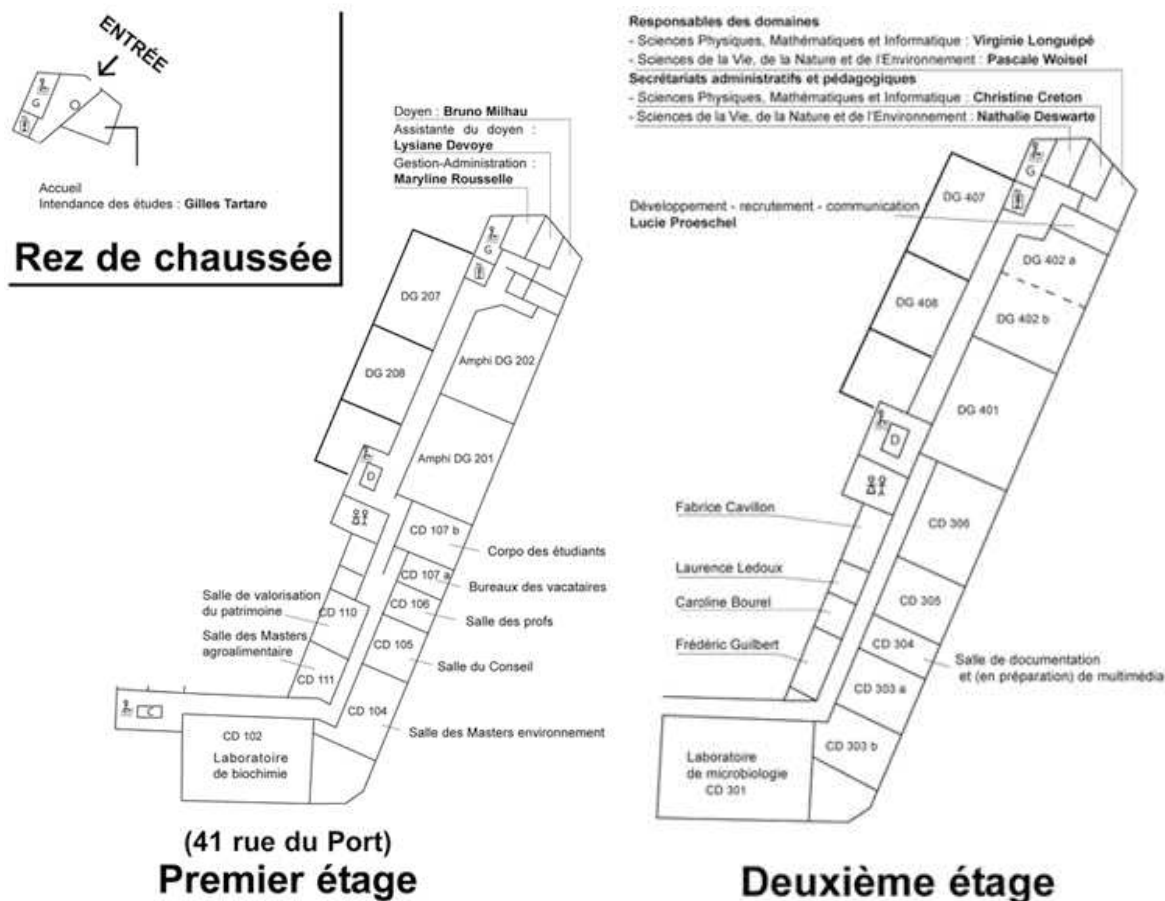 ENTRÉE
G
Accueil
Intendance des études : Gilles Tartare
Rez de chaussée
Doyen : Bruno Milhau
Assistante du doyen :
Lysiane Devoye
Gestion-Administration :
Maryline Rousselle
G
DG 207
DG 208
Amphi DG 202
Amphi DG 201
D
CD 107 b
Corpo des étudiants
CD 107 a
Bureaux des vacataires
CD 106
Salle des profs
Salle de valorisation
du patrimoine
CD 110
CD 105
Salle des Masters
agroalimentaire
Salle du Conseil
CD 111
CD 104
C
Salle des Masters environnement
CD 102
Laboratoire
de biochimie
(41 rue du Port)
Premier étage
Responsables des domaines
- Sciences Physiques, Mathématiques et Informatique : Virginie Longuépé
- Sciences de la Vie, de la Nature et de l'Environnement : Pascale Woisel
Secrétariats administratifs et pédagogiques
- Sciences Physiques, Mathématiques et Informatique : Christine Creton
- Sciences de la Vie, de la Nature et de l'Environnement : Nathalie Deswarte
G
DG 407
Développement - recrutement - communication
Lucie Proeschel
DG 402 a
DG 408
DG 402 b
DG 401
D
Fabrice Cavillon
CD 306
Laurence Ledoux
Caroline Bourel
CD 305
Frédéric Guilbert
CD 304
Salle de documentation
et (en préparation) de multimédia
CD 303 a
CD 303 b
Laboratoire
de microbiologie
CD 301
Deuxième étage